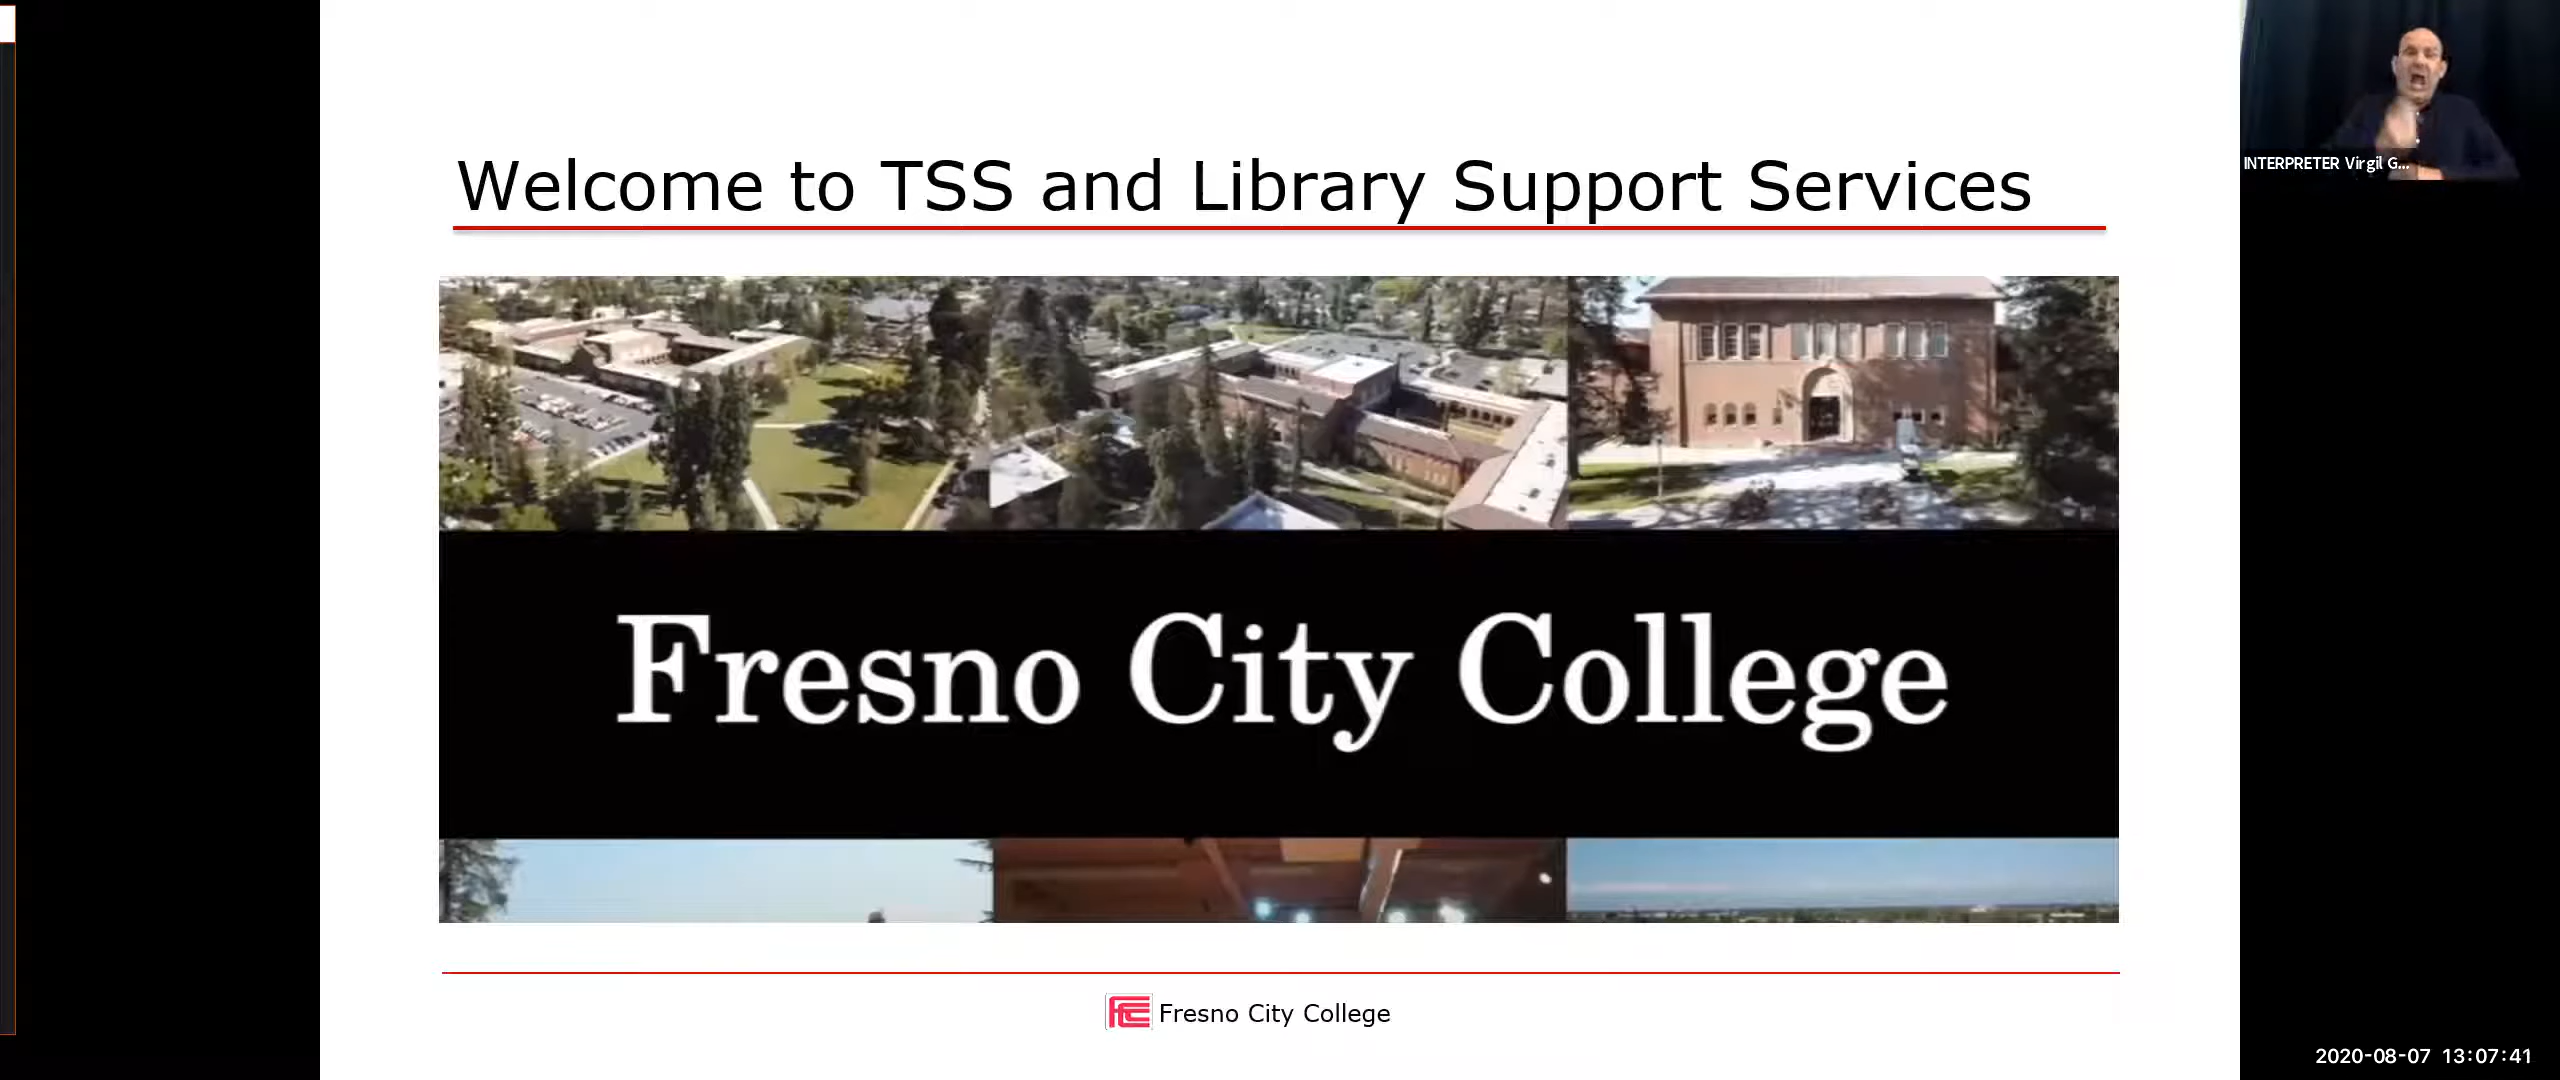 Welcome to TSS and Library Support Services
INTERPRETER Virgil G...
Fresno City College
FCC Fresno City College
2020-08-07 13:07:41